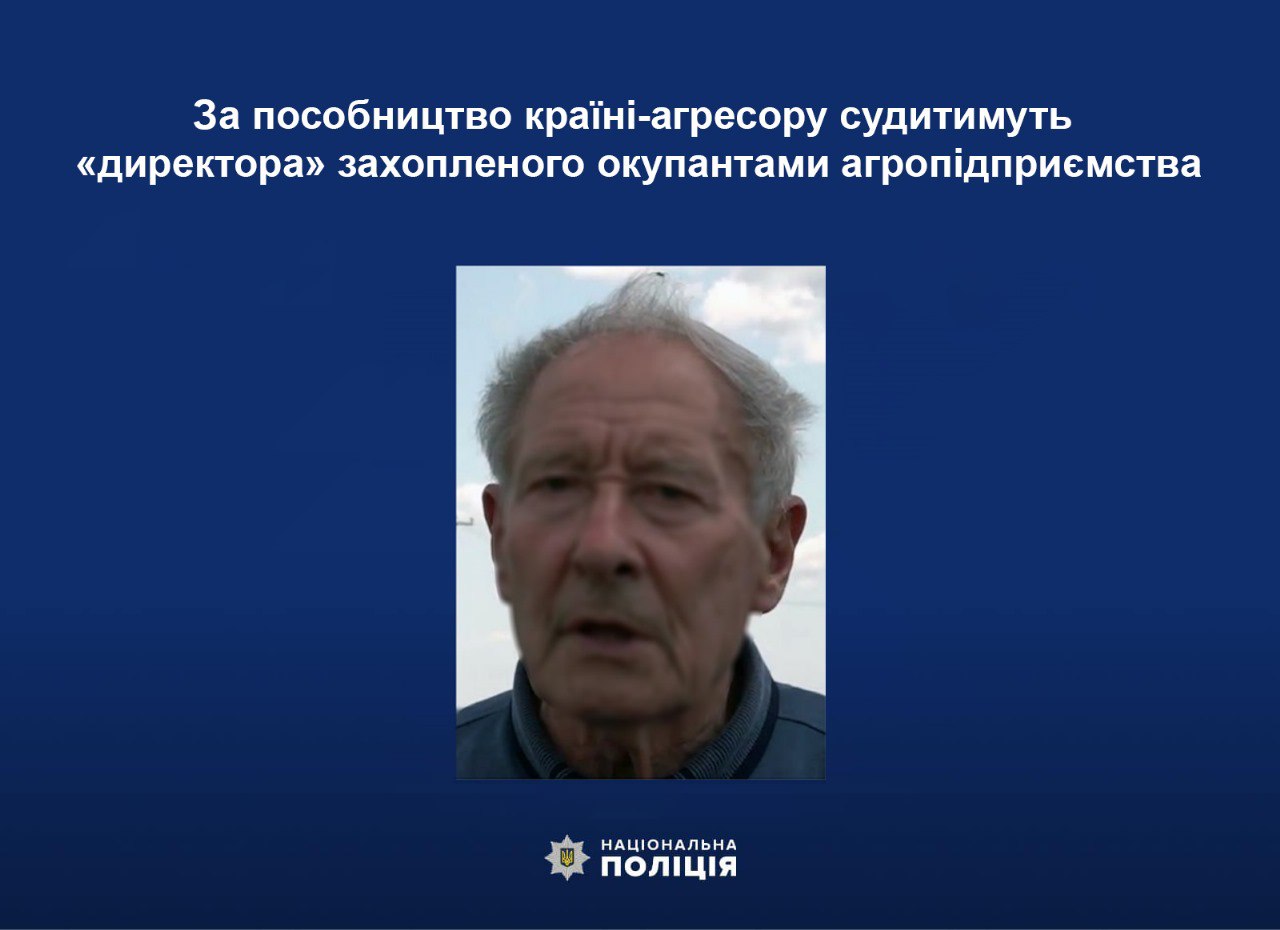 За пособництво країні-агресору судитимуть
«директора» захопленого окупантами агропідприємства
НАЦІОНАЛЬНА
ПОЛІЦІЯ